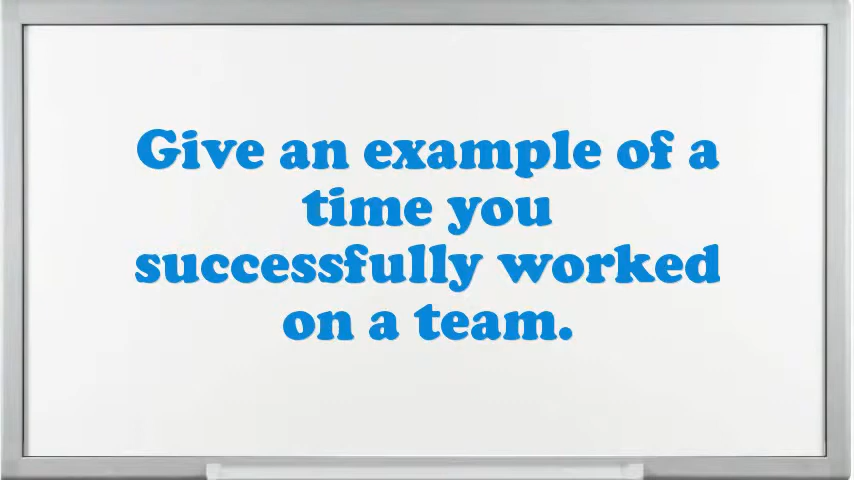 Give an example of a
time you
successfully worked
on a team.